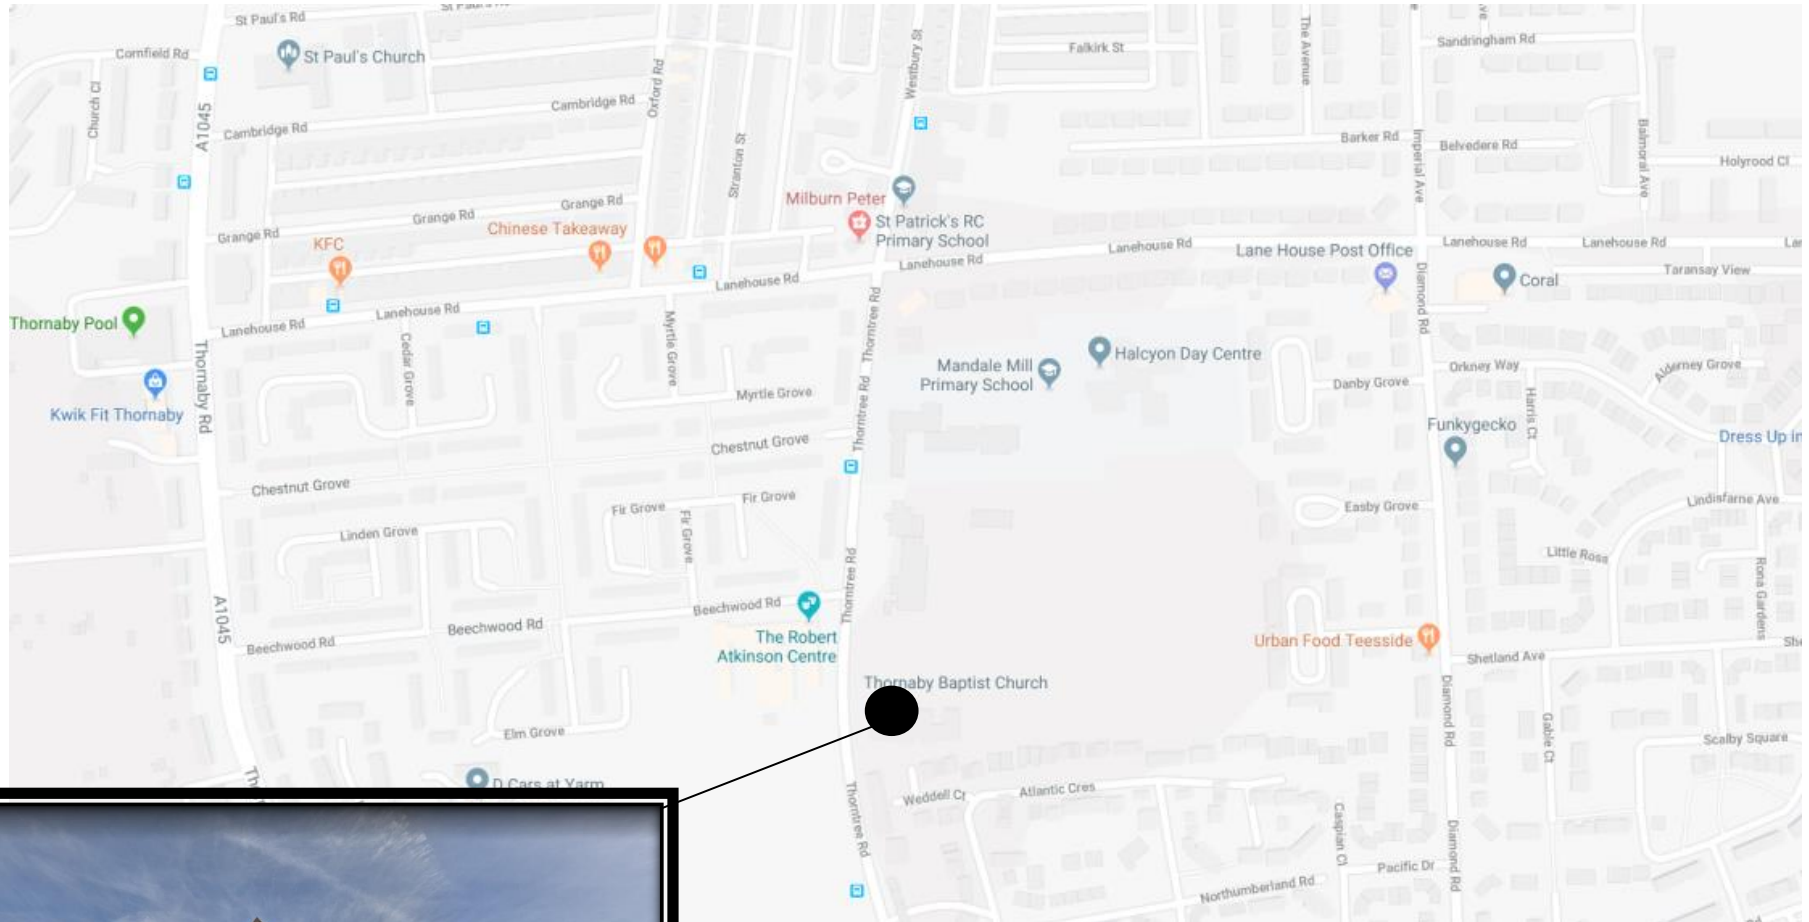 St Paul's Rd
Cornfield Rd
St Paul's Church
Church Cl
A1045
Cambridge Rd
Cambridge Rd
Oxford Rd
Westbury St
Falkirk St
The Avenue
Sandringham Rd
Stranton St
Barker Rd
Imperial Ave
Belvedere Rd
Balmoral Ave
Holyrood Cl
Milburn Peter
St Patrick's RC
Primary School
Grange Rd
Grange Rd
Grange Rd
KFC
Chinese Takeaway
Lanehouse Rd
Lanehouse Rd
Lanehouse Rd
Lanehouse Rd
Lanehouse Rd
Lane House Post Office
Lanehouse Rd
Lanehouse Rd
Taransay View
Coral
Diamond Rd
Thornaby Pool
Thornaby Rd
Kwik Fit Thornaby
Cedar Grove
Myrtle Grove
Myrtle Grove
Thorntree Rd
Thorntree Rd
Mandale Mill
Primary School
Halcyon Day Centre
Danby Grove
Orkney Way
Alderney Grove
Harris Ct
Funkygecko
Dress Up
Chestnut Grove
Chestnut Grove
Linden Grove
Fir Grove
Fir Grove
Fir Grove
Easby Grove
Lindisfarne Ave
Little Ross
Rona Gardens
Thorntree Rd
A1045
Beechwood Rd
Beechwood Rd
Beechwood Rd
The Robert
Atkinson Centre
Urban Food Teesside
Shetland Ave
Thornaby Baptist Church
Diamond Rd
Gable Ct
Scalby Square
Elm Grove
D Cars at Yarm
Thorntree Rd
Weddell Ct
Atlantic Cres
Caspian Cl
Pacific Dr
Diamond Rd
Northumberland Rd